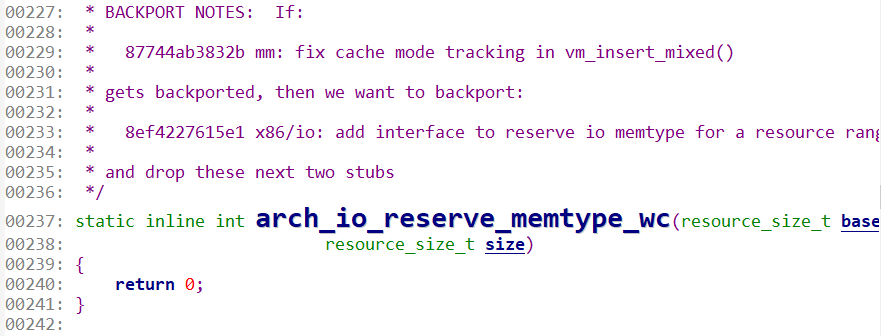 00227: * BACKPORT NOTES: If:
00228: *
00229: *   87744ab3832b mm: fix cache mode tracking in vm_insert_mixed()
00230: *
00231: * gets backported, then we want to backport:
00232: *
00233: *   8ef4227615e1 x86/io: add interface to reserve io memtype for a resource rang
00234: *
00235: * and drop these next two stubs
00236: */
00237: static inline int arch_io_reserve_memtype_wc(resource_size_t base
00238: resource_size_t size)
00239: {
00240:     return 0;
00241: }
00242: